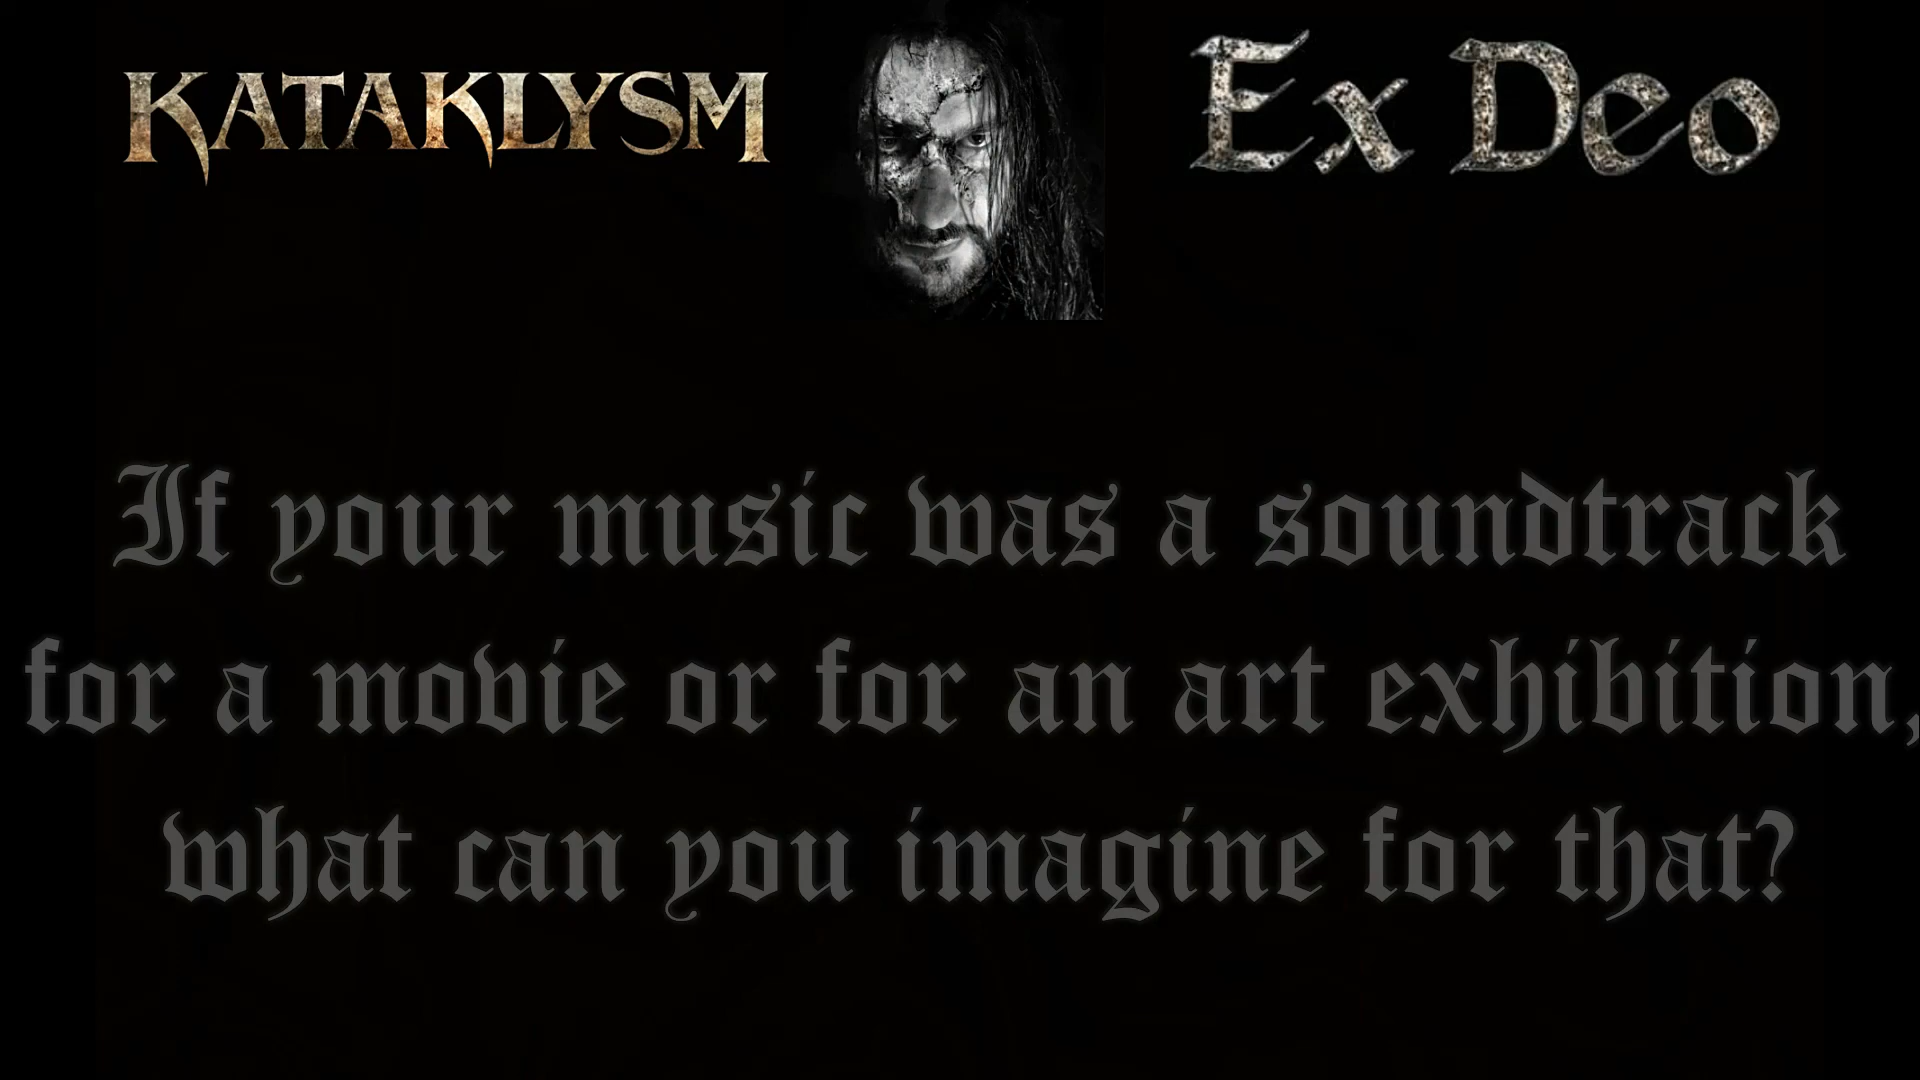 KATAKLYSM
Ex Deo
If your music was a soundtrack
for a movie or for an art exhibition,
what can you imagine for that?